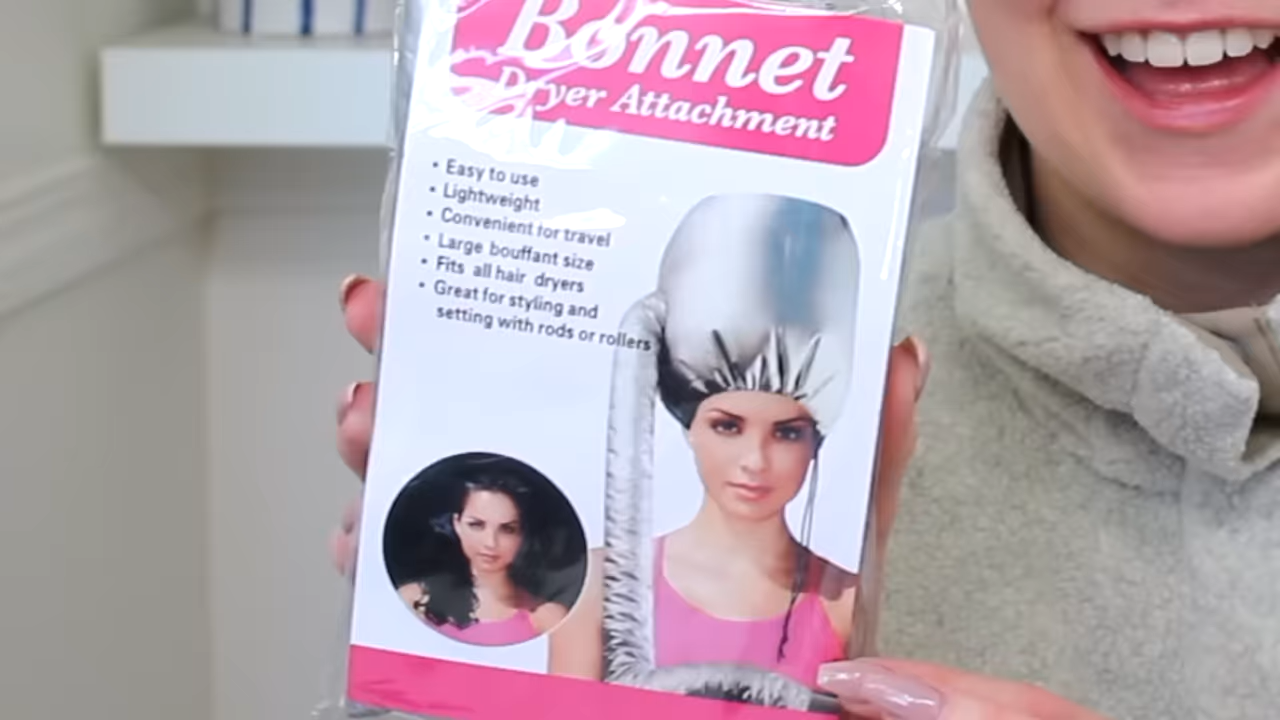 Bonnet
Dryer Attachment
• Easy to use
• Lightweight
• Convenient for travel
• Large bouffant size
• Fits all hair dryers
• Great for styling and
setting with rods or rollers